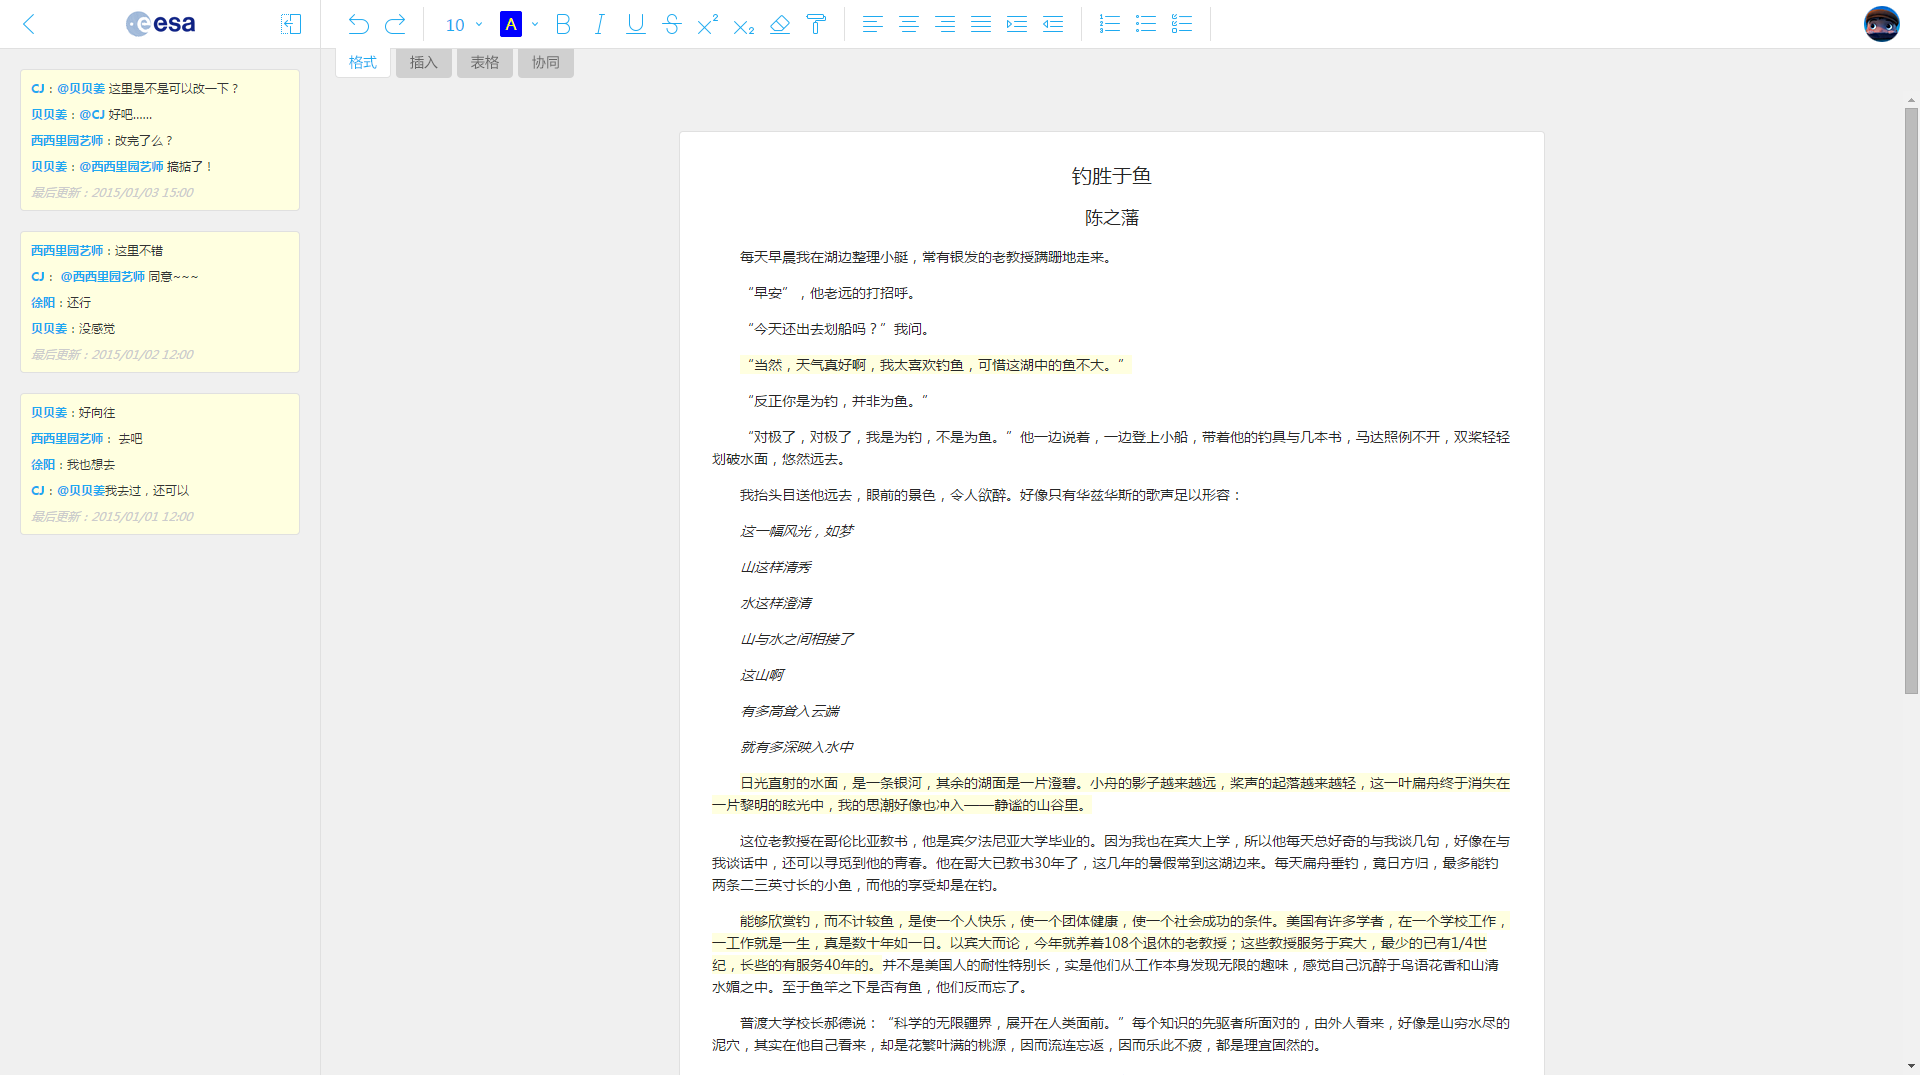 esa
10
A
B I U S X² X₂
格式 插入 表格 协同
CJ：@贝贝姜 这里是不是可以改一下？
贝贝姜：@CJ 好吧......
西西里园艺师：改完了么？
贝贝姜：@西西里园艺师 搞掂了！
最后更新：2015/01/03 15:00
西西里园艺师：这里不错
CJ： @西西里园艺师 同意~~~
徐阳：还行
贝贝姜：没感觉
最后更新：2015/01/02 12:00
贝贝姜：好向往
西西里园艺师： 去吧
徐阳：我也想去
CJ：@贝贝姜我去过，还可以
最后更新：2015/01/01 12:00
钓胜于鱼
陈之藩
每天早晨我在湖边整理小艇，常有银发的老教授蹒跚地走来。
“早安”，他老远的打招呼。
“今天还出去划船吗？”我问。
“当然，天气真好啊，我太喜欢钓鱼，可惜这湖中的鱼不大。”
“反正你是为钓，并非为鱼。”
“对极了，对极了，我是为钓，不是为鱼。”他一边说着，一边登上小船，带着他的钓具与几本书，马达照例不开，双桨轻轻
划破水面，悠然远去。
我抬头目送他远去，眼前的景色，令人欲醉。好像只有华兹华斯的歌声足以形容：
这一幅风光，如梦
山这样清秀
水这样澄清
山与水之间相接了
这山啊
有多高耸入云端
就有多深映入水中
日光直射的水面，是一条银河，其余的湖面是一片澄碧。小舟的影子越来越远，桨声的起落越来越轻，这一叶扁舟终于消失在
一片黎明的眩光中，我的思潮好像也冲入——静谧的山谷里。
这位老教授在哥伦比亚教书，他是宾夕法尼亚大学毕业的。因为我也在宾大上学，所以他每天总好奇的与我谈几句，好像在与
我谈话中，还可以寻觅到他的青春。他在哥大已教书30年了，这几年的暑假常到这湖边来。每天扁舟垂钓，竟日方归，最多能钓
两条二三英寸长的小鱼，而他的享受却是在钓。
能够欣赏钓，而不计较鱼，是使一个人快乐，使一个团体健康，使一个社会成功的条件。美国有许多学者，在一个学校工作，
一工作就是一生，真是数十年如一日。以宾大而论，今年就养着108个退休的老教授；这些教授服务于宾大，最少的已有1/4世
纪，长些的有服务40年的。并不是美国人的耐性特别长，实是他们从工作本身发现无限的趣味，感觉自己沉醉于鸟语花香和山清
水媚之中。至于鱼竿之下是否有鱼，他们反而忘了。
普渡大学校长郝德说：“科学的无限疆界，展开在人类面前。”每个知识的先驱者所面对的，由外人看来，好像是山穷水尽的
泥穴，其实在他自己看来，却是花繁叶满的桃源，因而流连忘返，因而乐此不疲，都是理宜固然的。